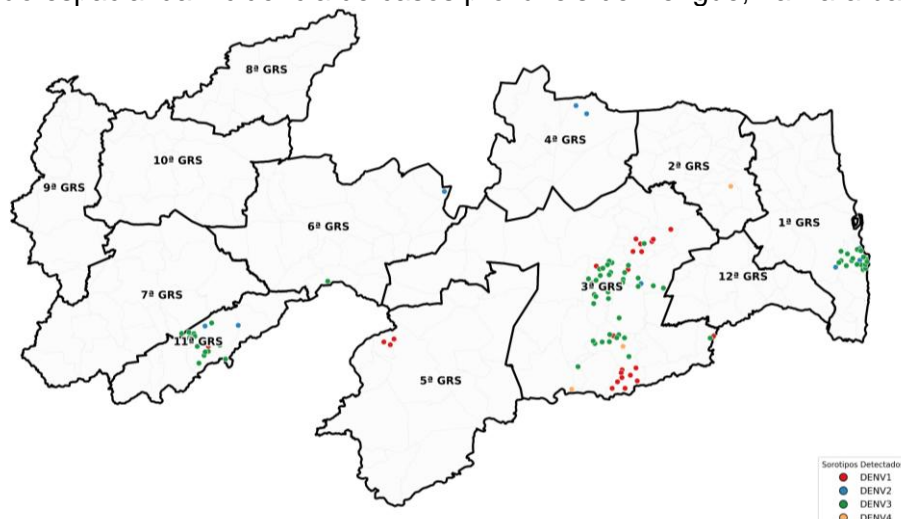 8ª GRS
4ª GRS
10ª GRS
2ª GRS
9ª GRS
1ª GRS
6ª GRS
12ª GRS
3ª GRS
7ª GRS
11ª GRS
5ª GRS
Sorotipos Detectado
DENV1
DENV2
DENV3
DENV4